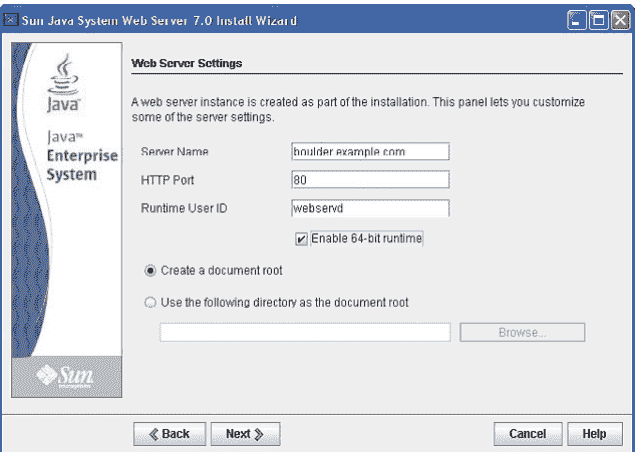 Sun Java System Web Server 7.0 Install Wizard
Java™
Java™
Enterprise
System
Sun
microsystems
Web Server Settings
A web server instance is created as part of the installation. This panel lets you customize
some of the server settings.
Server Name boulder.example.com
HTTP Port 80
Runtime User ID webservd
Enable 64-bit runtime
Create a document root
Use the following directory as the document root
Browse...
Back Next Cancel Help